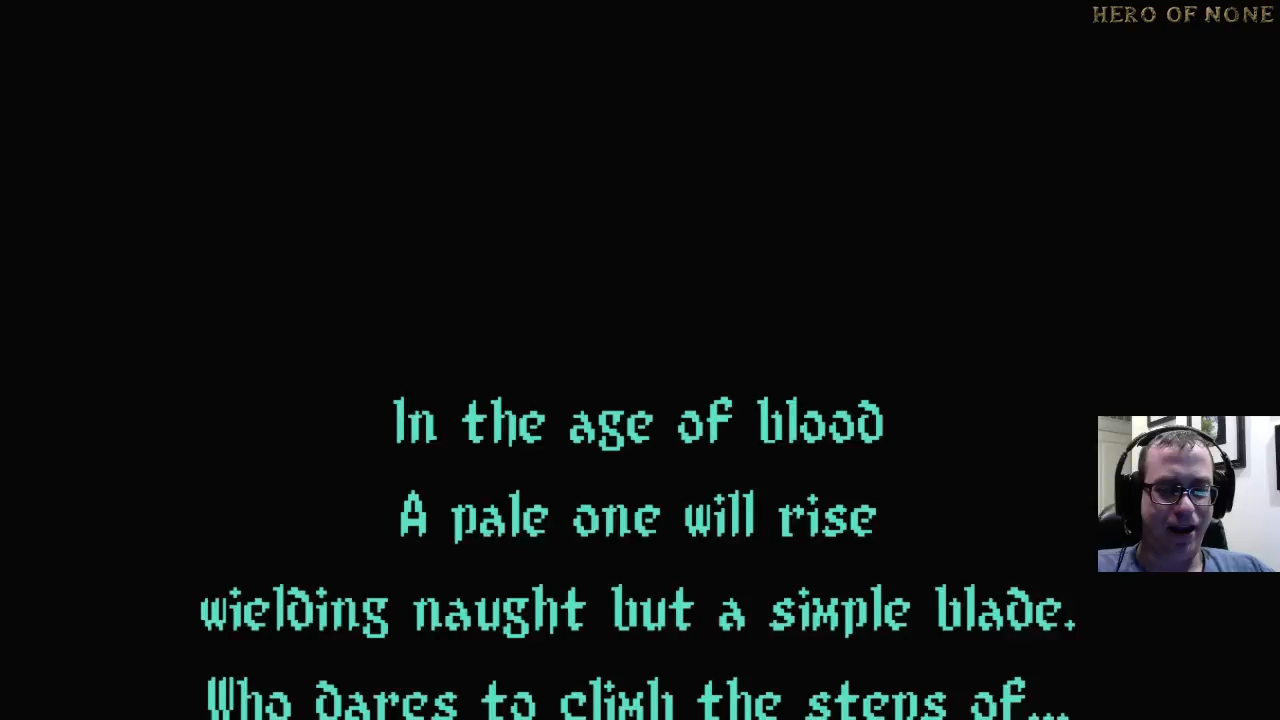 HERO OF NONE
In the age of blood
A pale one will rise
wielding naught but a simple blade.
Who dares to climb the steps of...